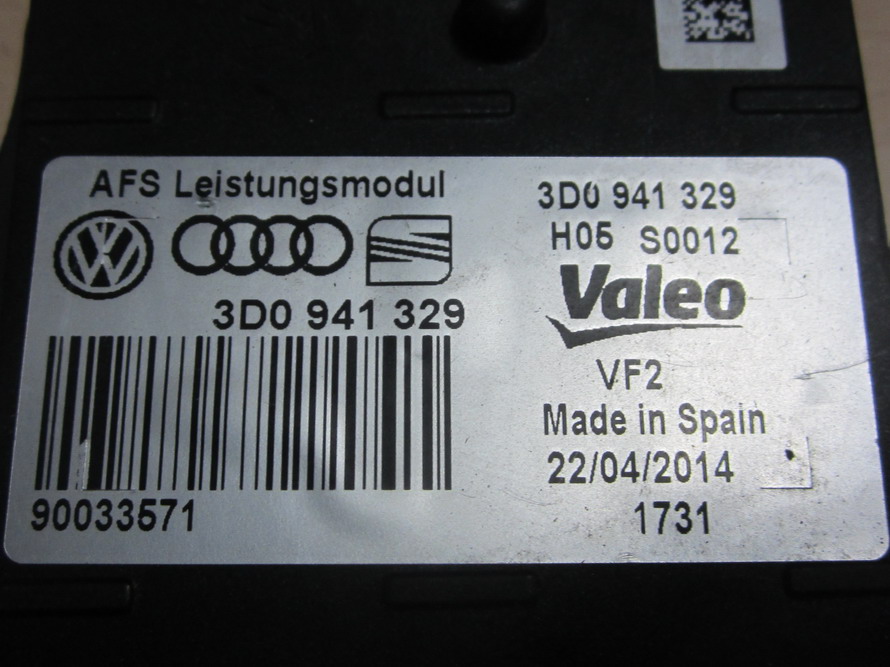 AFS Leistungsmodul
3D0 941 329
90033571
3D0 941 329
H05 S0012
Valeo
VF2
Made in Spain
22/04/2014
1731